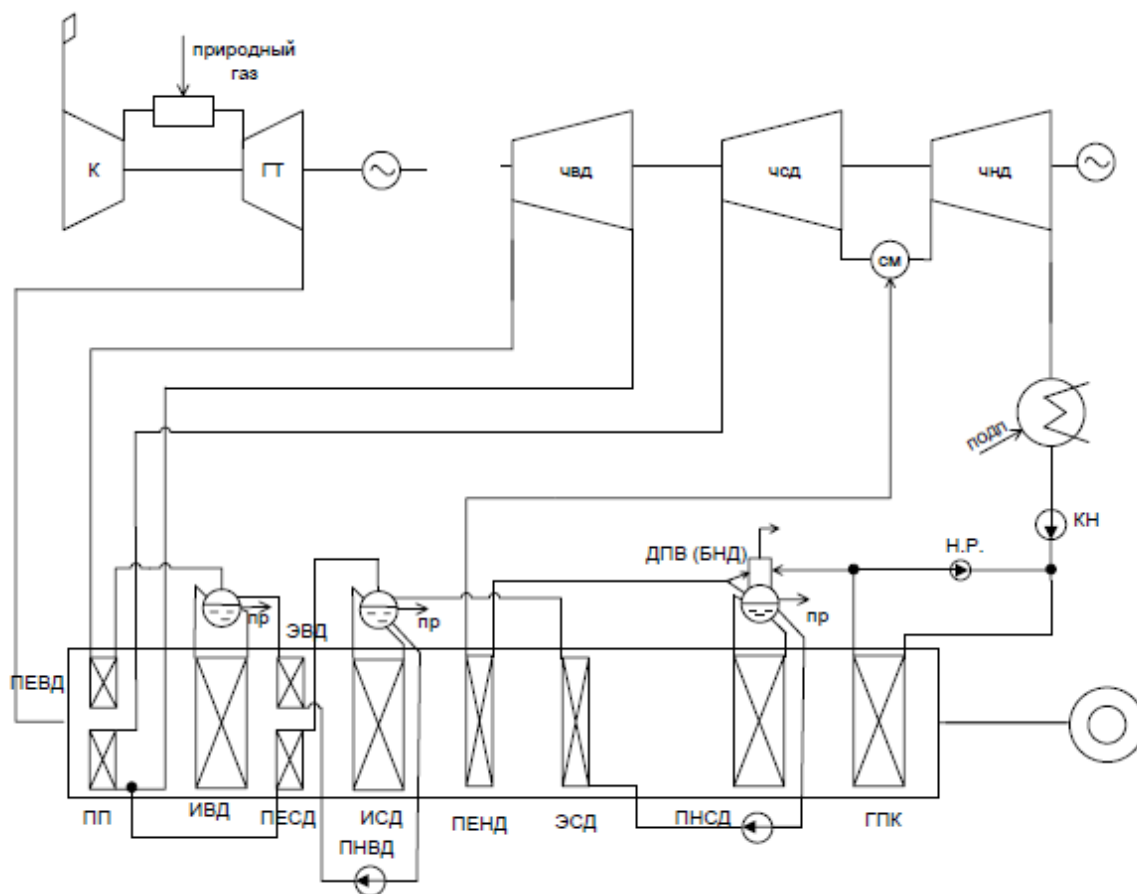 природный
газ
К
ГТ
чвд
чсд
чнд
см
подп
КН
Н.Р.
ДПВ (БНД)
пр
пр
пр
ЭВД
ПЕВД
ПП
ИВД
ПЕСД
ИСД
ПЕНД
ЭСД
ПНСД
ГПК
ПНВД